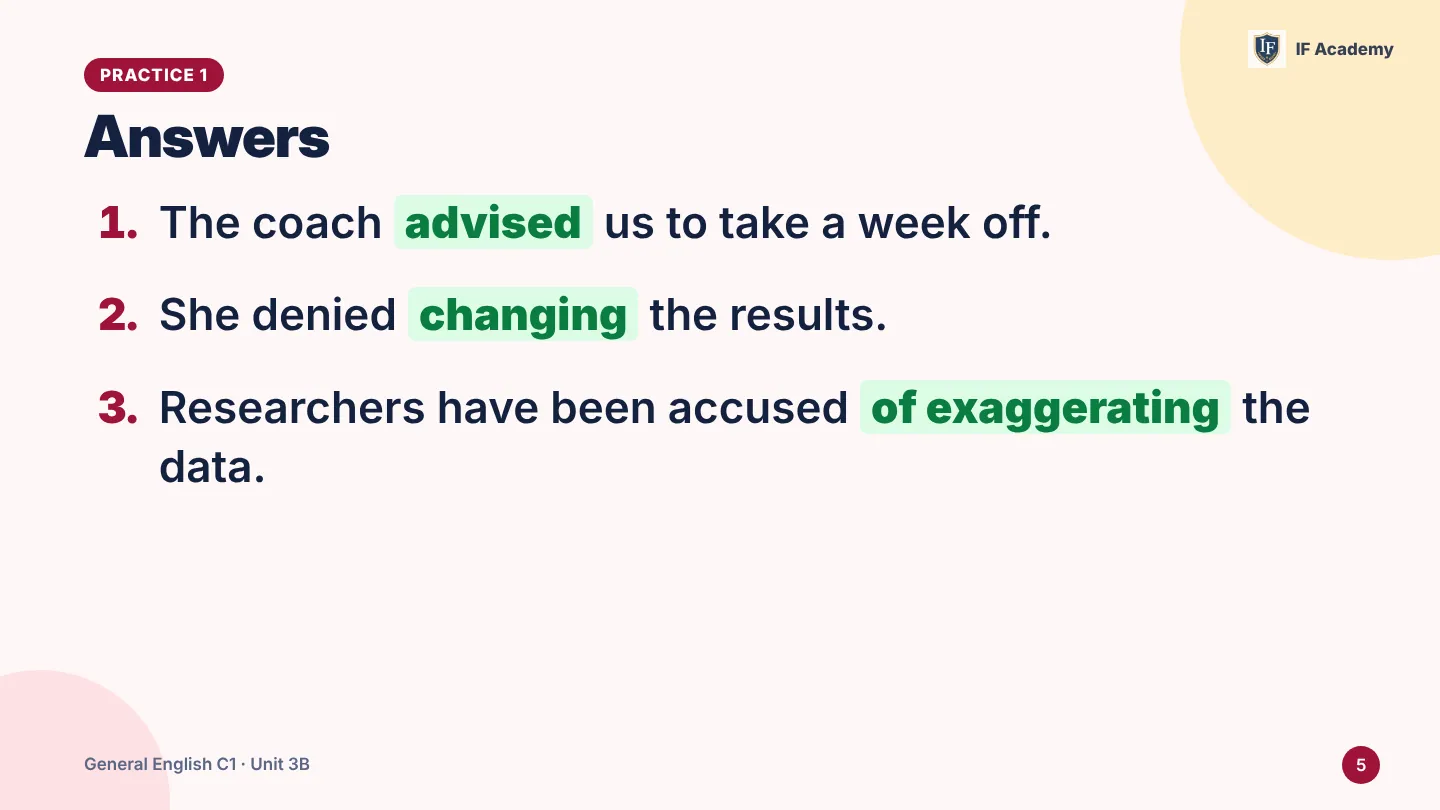 IF
IF Academy
PRACTICE 1
Answers
1. The coach advised us to take a week off.
2. She denied changing the results.
3. Researchers have been accused of exaggerating the
data.
General English C1 · Unit 3B
5